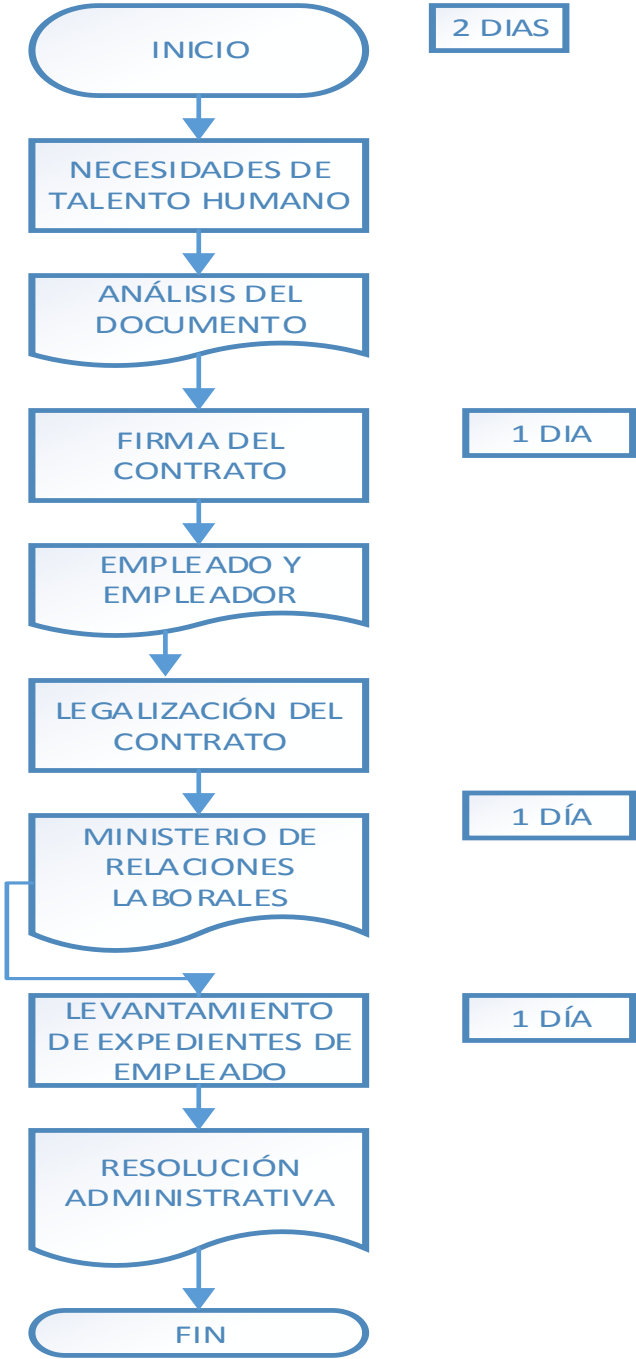 INICIO
2 DIAS
NECESIDADES DE
TALENTO HUMANO
ANÁLISIS DEL
DOCUMENTO
FIRMA DEL
CONTRATO
1 DIA
EMPLEADO Y
EMPLEADOR
LEGALIZACIÓN DEL
CONTRATO
MINISTERIO DE
RELACIONES
LABORALES
1 DÍA
LEVANTAMIENTO
DE EXPEDIENTES DE
EMPLEADO
1 DÍA
RESOLUCIÓN
ADMINISTRATIVA
FIN